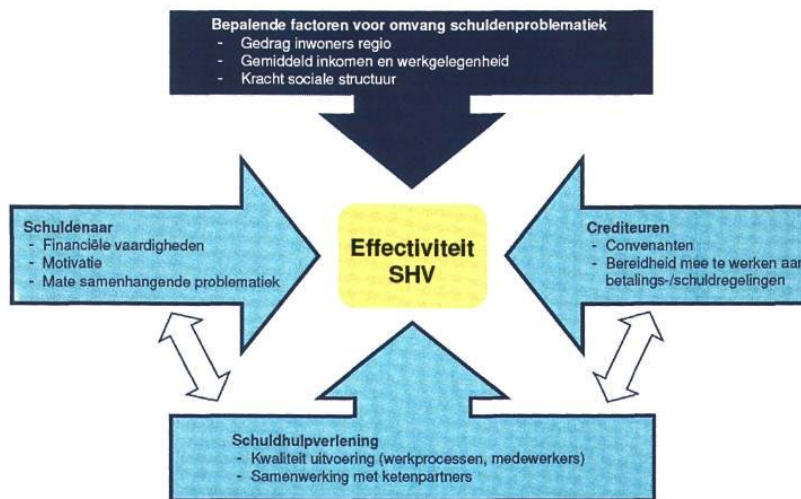 Bepalende factoren voor omvang schuldenproblematiek
- Gedrag inwoners regio
- Gemiddeld inkomen en werkgelegenheid
- Kracht sociale structuur
Schuldenaar
- Financiële vaardigheden
- Motivatie
- Mate samenhangende problematiek
Effectiviteit
SHV
Crediteuren
- Convenanten
- Bereidheid mee te werken aan
betalings-/schuldregelingen
Schuldhulpverlening
- Kwaliteit uitvoering (werkprocessen, medewerkers)
- Samenwerking met ketenpartners